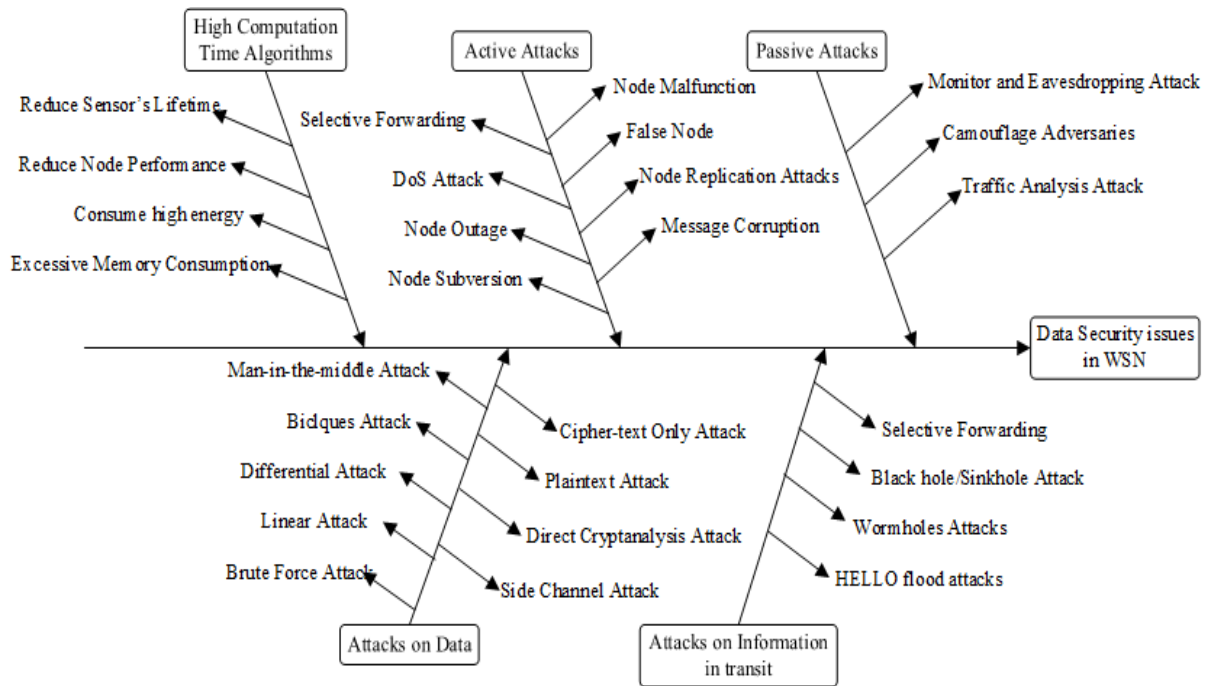 High Computation
Time Algorithms
Active Attacks
Passive Attacks
Reduce Sensor's Lifetime
Reduce Node Performance
Consume high energy
Excessive Memory Consumption
Selective Forwarding
DoS Attack
Node Outage
Node Subversion
Node Malfunction
False Node
Node Replication Attacks
Message Corruption
Monitor and Eavesdropping Attack
Camouflage Adversaries
Traffic Analysis Attack
Data Security issues
in WSN
Man-in-the-middle Attack
Biclques Attack
Differential Attack
Linear Attack
Brute Force Attack
Cipher-text Only Attack
Plaintext Attack
Direct Cryptanalysis Attack
Side Channel Attack
Selective Forwarding
Black hole/Sinkhole Attack
Wormholes Attacks
HELLO flood attacks
Attacks on Data
Attacks on Information
in transit